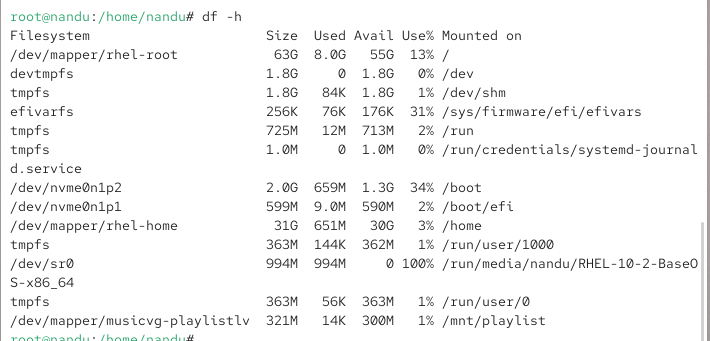 root@nandu:/home/nandu# df -h
Filesystem                      Size  Used Avail Use% Mounted on
/dev/mapper/rhel-root            63G  8.0G   55G  13% /
devtmpfs                        1.8G     0  1.8G   0% /dev
tmpfs                           1.8G   84K  1.8G   1% /dev/shm
efivarfs                        256K   76K  176K  31% /sys/firmware/efi/efivars
tmpfs                           725M   12M  713M   2% /run
tmpfs                           1.0M     0  1.0M   0% /run/credentials/systemd-journal
d.service
/dev/nvme0n1p2                  2.0G  659M  1.3G  34% /boot
/dev/nvme0n1p1                  599M  9.0M  590M   2% /boot/efi
/dev/mapper/rhel-home            31G  651M   30G   3% /home
tmpfs                           363M  144K  362M   1% /run/user/1000
/dev/sr0                        994M  994M     0 100% /run/media/nandu/RHEL-10-2-BaseO
S-x86_64
tmpfs                           363M   56K  363M   1% /run/user/0
/dev/mapper/musicvg-playlistlv  321M   14K  300M   1% /mnt/playlist
root@nandu:/home/nandu#